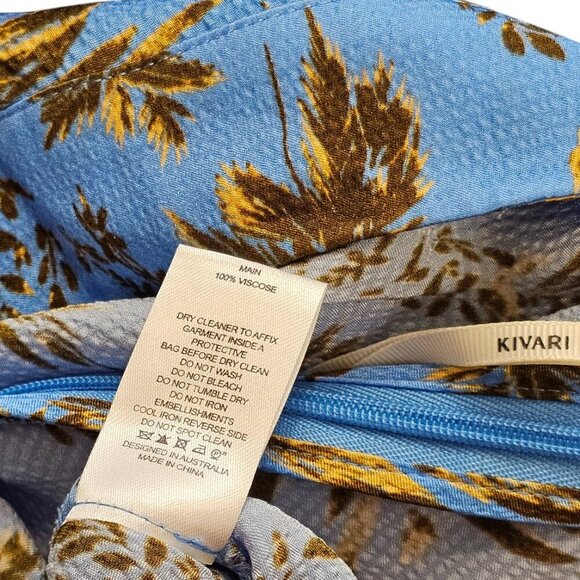 MAIN
100% VISCOSE
DRY CLEANER TO AFFIX
GARMENT INSIDE A
PROTECTIVE
BAG BEFORE DRY CLEAN
DO NOT WASH
DO NOT BLEACH
DO NOT TUMBLE DRY
DO NOT IRON
EMBELLISHMENTS
COOL IRON REVERSE SIDE
DO NOT SPOT CLEAN
DESIGNED IN AUSTRALIA
MADE IN CHINA
KIVARI